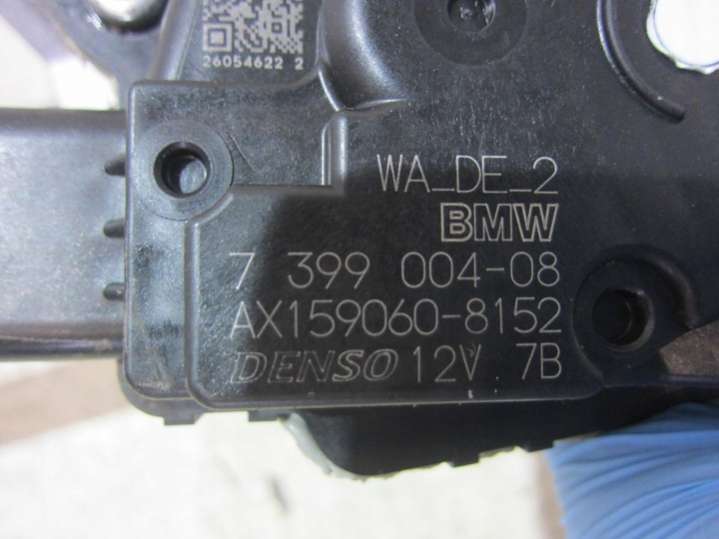 26054622 2
WA_DE_2
BMW
7 399 004-08
AX159060-8152
DENSO 12V 7B